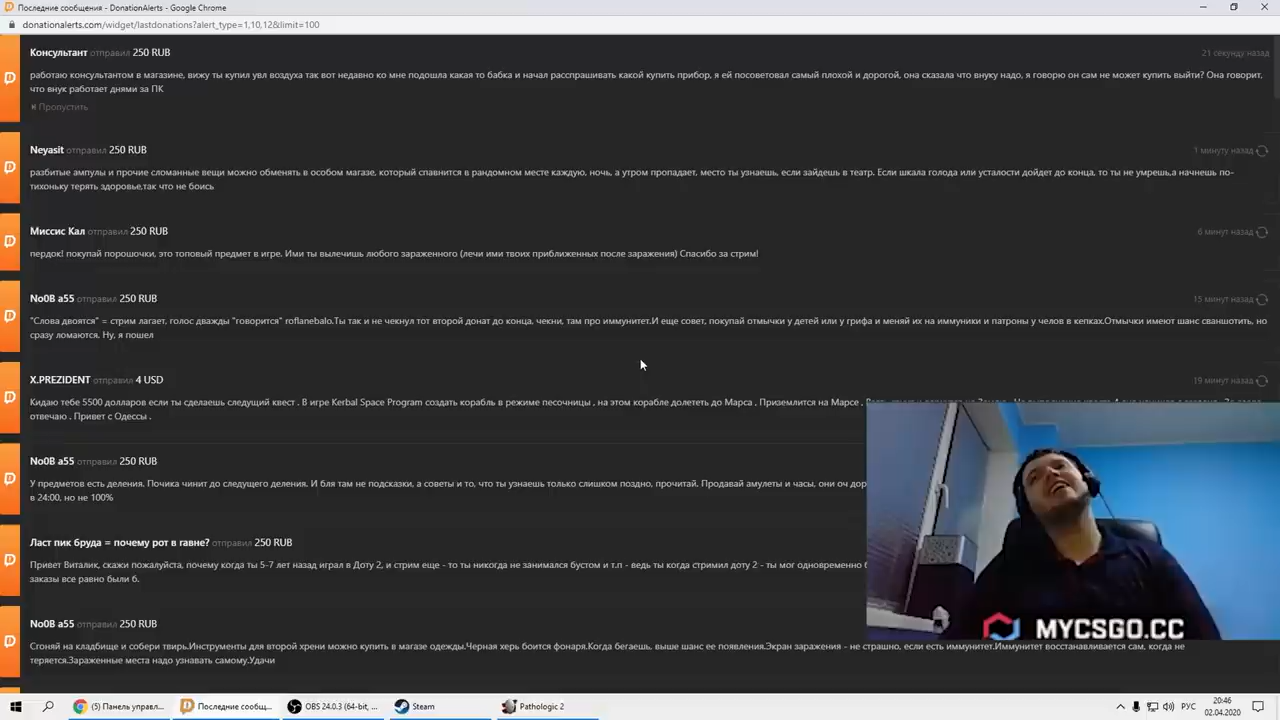 Последние сообщения - DonationAlerts - Google Chrome
donationalerts.com/widget/lastdonations?alert_type=1,10,12&limit=100
Консультант отправил 250 RUB 21 секунду назад
работаю консультантом в магазине, вижу ты купил увл воздуха так вот недавно ко мне подошла какая то бабка и начал расспрашивать какой купить прибор, я ей посоветовал самый плохой и дорогой, она сказала что внуку надо, я говорю он сам не может купить выйти? Она говорит,
что внук работает днями за ПК
Пропустить
Neyasit отправил 250 RUB 1 минуту назад
разбитые ампулы и прочие сломанные вещи можно обменять в особом магазе, который спавнится в рандомном месте каждую, ночь, а утром пропадает, место ты узнаешь, если зайдешь в театр. Если шкала голода или усталости дойдет до конца, то ты не умрешь,а начнешь по-
тихоньку терять здоровье,так что не боись
Миссис Кал отправил 250 RUB 6 минут назад
пердок! покупай порошочки, это топовый предмет в игре. Ими ты вылечишь любого зараженного (лечи ими твоих приближенных после заражения) Спасибо за стрим!
No0B a55 отправил 250 RUB 15 минут назад
"Слова двоятся" = стрим лагает, голос дважды "говорится" roflanebalo.Ты так и не чекнул тот второй донат до конца, чекни, там про иммунитет.И еще совет, покупай отмычки у детей или у грифа и меняй их на иммуники и патроны у челов в кепках.Отмычки имеют шанс сваншотить, но
сразу ломаются. Ну, я пошел
X.PREZIDENT отправил 4 USD 19 минут назад
Кидаю тебе 5500 долларов если ты сделаешь следущий квест . В игре Kerbal Space Program создать корабль в режиме песочницы , на этом корабле долететь до Марса . Приземлится на Марсе .
отвечаю . Привет с Одессы .
No0B a55 отправил 250 RUB
У предметов есть деления. Почика чинит до следущего деления. И бля там не подсказки, а советы и то, что ты узнаешь только слишком поздно, прочитай. Продавай амулеты и часы, они оч дор
в 24:00, но не 100%
Ласт пик бруда = почему рот в гавне? отправил 250 RUB
Привет Виталик, скажи пожалуйста, почему когда ты 5-7 лет назад играл в Доту 2, и стрим еще - то ты никогда не занимался бустом и т.п - ведь ты когда стримил доту 2 - ты мог одновременно б
заказы все равно были б.
No0B a55 отправил 250 RUB
Сгоняй на кладбище и собери твирь.Инструменты для второй хрени можно купить в магазе одежды.Черная херь боится фонаря.Когда бегаешь, выше шанс ее появления.Экран заражения - не страшно, если есть иммунитет.Иммунитет восстанавливается сам, когда не
теряется.Зараженные места надо узнавать самому.Удачи
MYCSGO.CC
(5) Панель управл... Последние сообщ... OBS 24.0.3 (64-bit, ... Steam Pathologic 2 РУС 20:46
02.04.2020